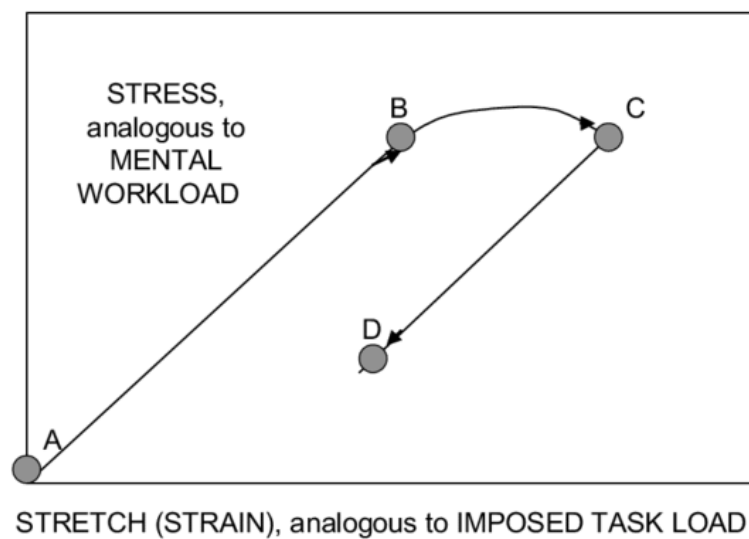 STRESS,
analogous to
MENTAL
WORKLOAD
B
C
D
A
STRETCH (STRAIN), analogous to IMPOSED TASK LOAD